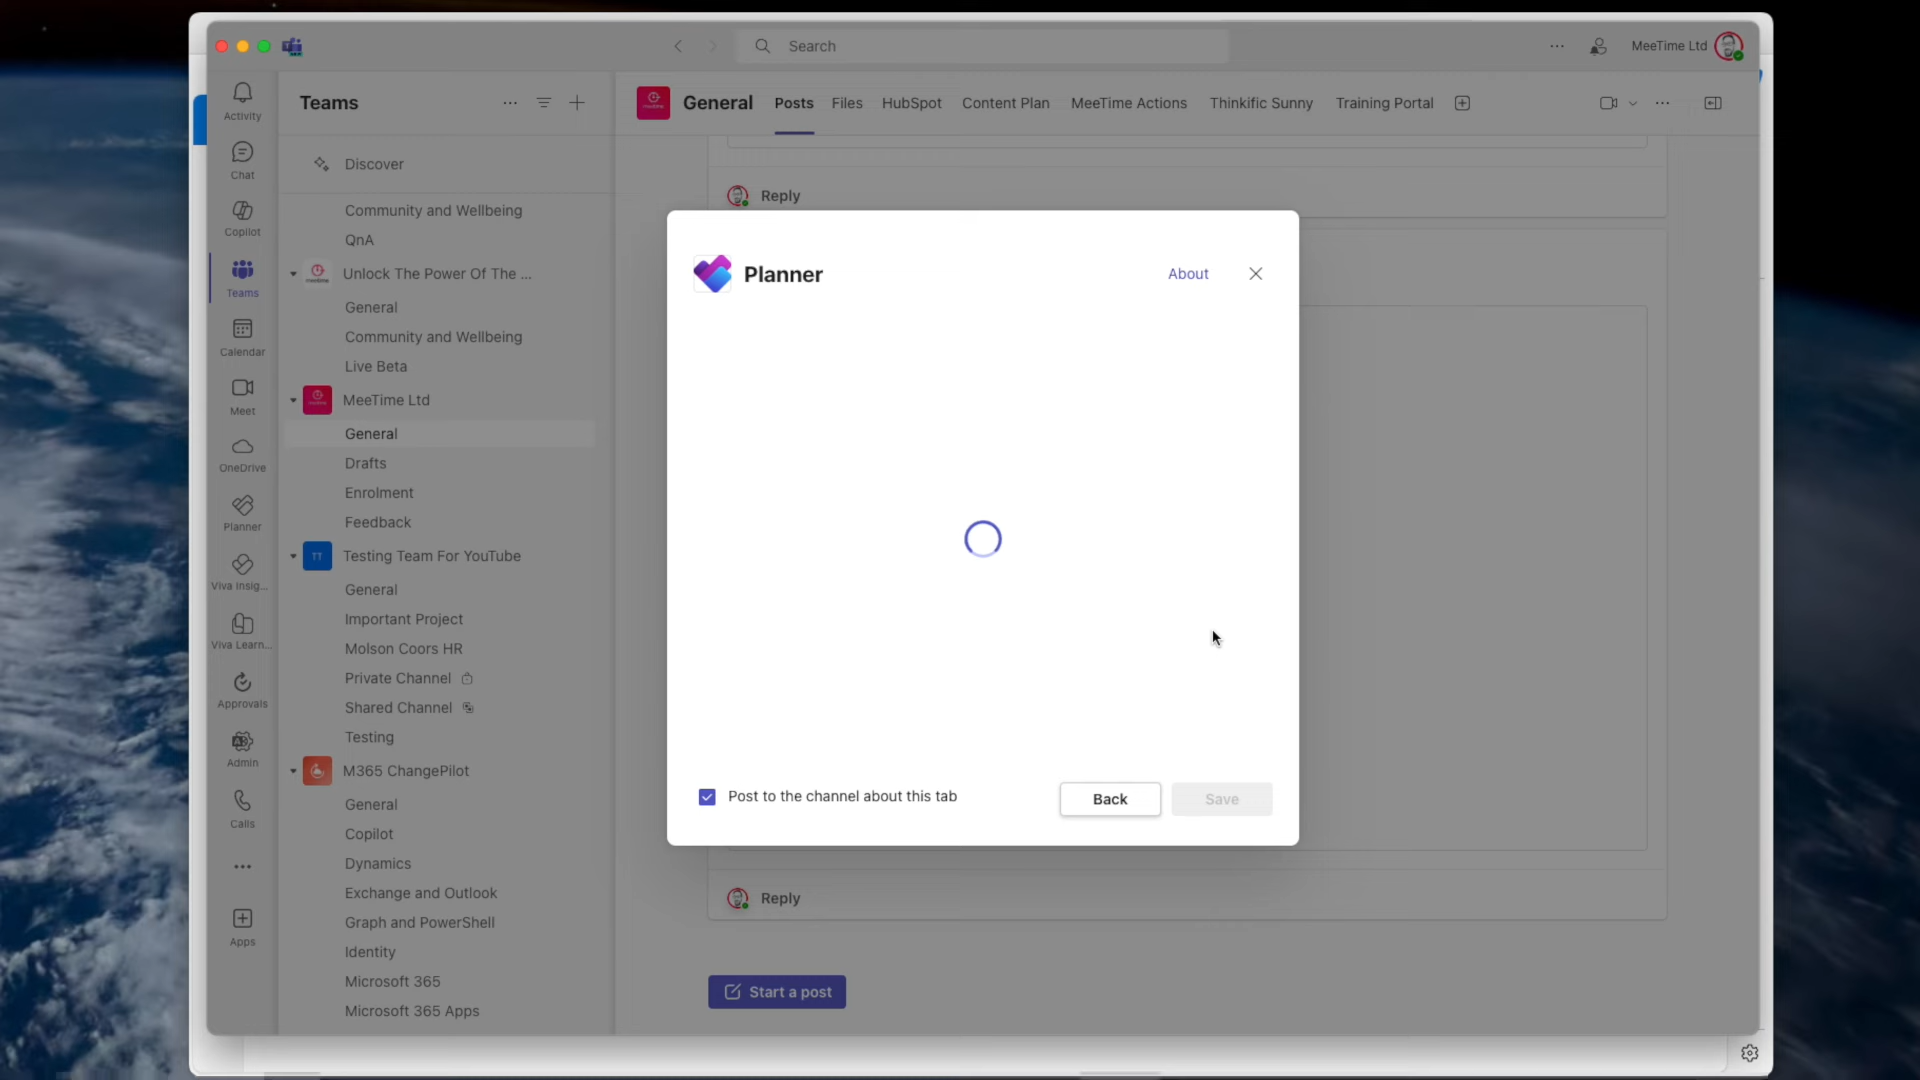 Search
MeeTime Ltd
Activity
Chat
Copilot
Teams
Calendar
Meet
OneDrive
Planner
Viva Insig...
Viva Learn...
Approvals
Admin
Calls
Apps
Teams
Discover
Community and Wellbeing
QnA
Unlock The Power Of The ...
General
Community and Wellbeing
Live Beta
MeeTime Ltd
General
Drafts
Enrolment
Feedback
TT
Testing Team For YouTube
General
Important Project
Molson Coors HR
Private Channel
Shared Channel
Testing
M365 ChangePilot
General
Copilot
Dynamics
Exchange and Outlook
Graph and PowerShell
Identity
Microsoft 365
Microsoft 365 Apps
General
Posts
Files
HubSpot
Content Plan
MeeTime Actions
Thinkific Sunny
Training Portal
Reply
Planner
About
Post to the channel about this tab
Back
Save
Reply
Start a post